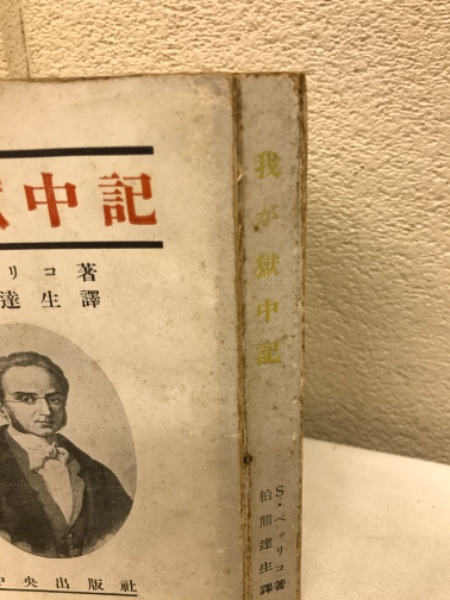 獄中記
リコ著
達生譯
中央出版社
我が獄中記
S・ペリコ著
柏熊達生譯